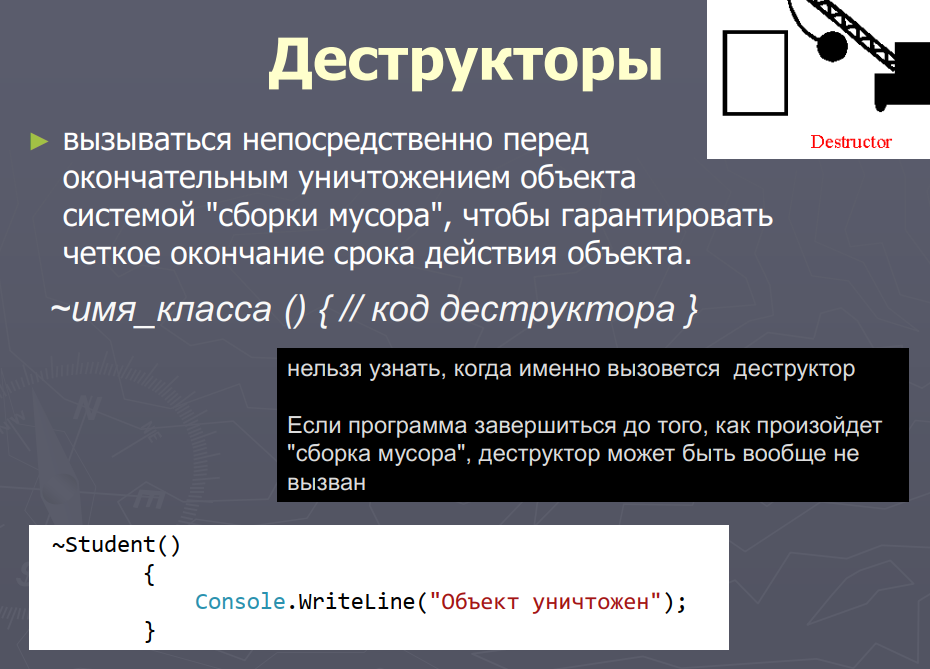 Деструкторы
Destructor
► вызываться непосредственно перед
окончательным уничтожением объекта
системой "сборки мусора", чтобы гарантировать
четкое окончание срока действия объекта.
~имя_класса () { // код деструктора }
нельзя узнать, когда именно вызовется  деструктор
Если программа завершиться до того, как произойдет
"сборка мусора", деструктор может быть вообще не
вызван
~Student()
{
Console.WriteLine("Объект уничтожен");
}